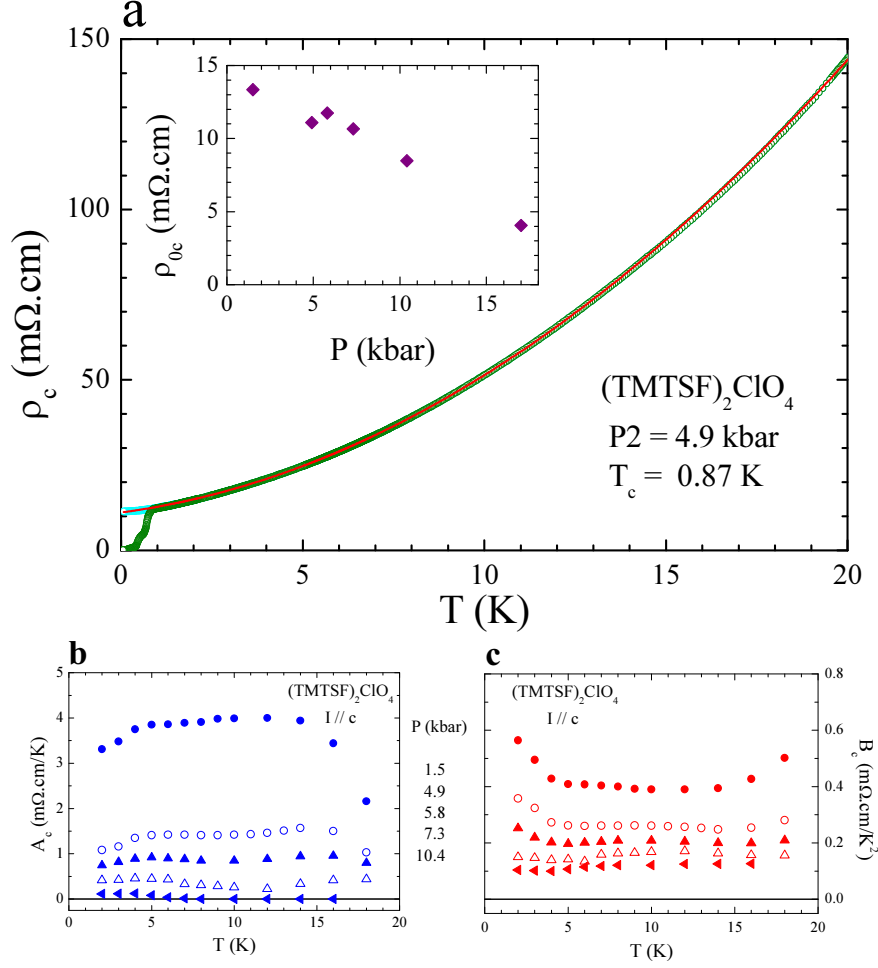 a
150
100
50
0
ρc (mΩ.cm)
0
5
10
15
20
T (K)
15
10
5
0
ρ0c (mΩ.cm)
0
5
10
15
P (kbar)
(TMTSF)2ClO4
P2 = 4.9 kbar
Tc = 0.87 K
b
5
4
3
2
1
0
Ac (mΩ.cm/K)
(TMTSF)2ClO4
I // c
0
5
10
15
20
T (K)
P (kbar)
1.5
4.9
5.8
7.3
10.4
c
(TMTSF)2ClO4
I // c
0.8
0.6
0.4
0.2
0.0
Bc (mΩ.cm/K2)
0
5
10
15
20
T (K)